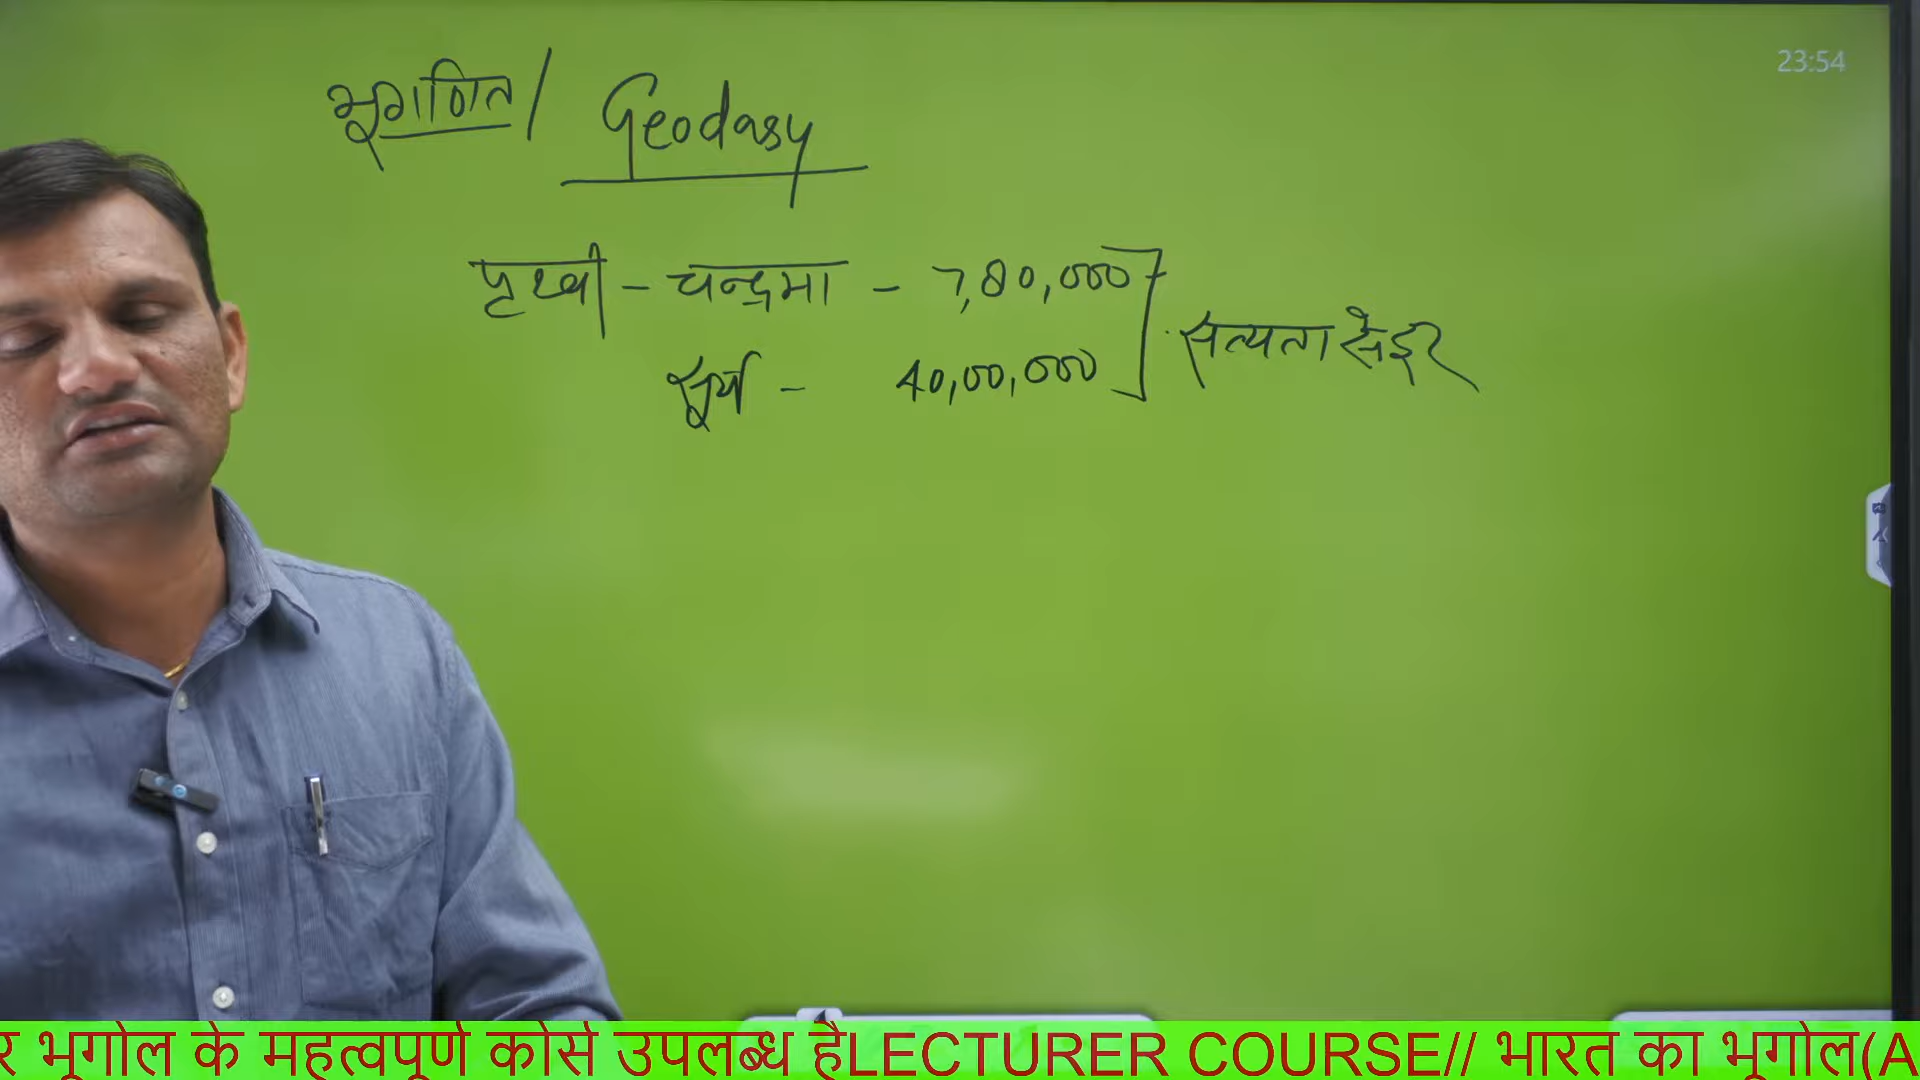 23:54
भूगणित/ Geodasy
पृथ्वी - चन्द्रमा - 7,80,000
सूर्य - 40,00,000
सत्यता से दूर
र भूगोल के महत्वपूर्ण कोर्स उपलब्ध हैLECTURER COURSE// भारत का भूगोल(A